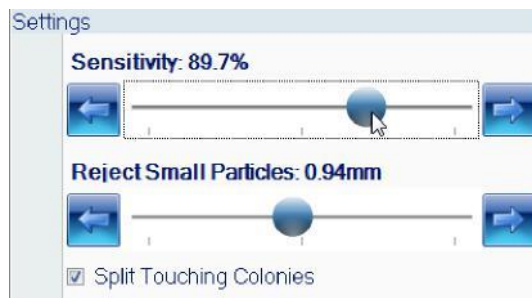 Settings
Sensitivity: 89.7%
Reject Small Particles: 0.94mm
Split Touching Colonies